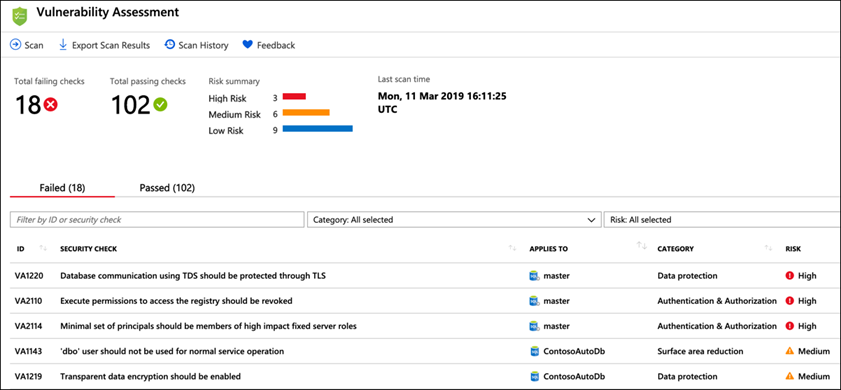 Vulnerability Assessment
Scan Export Scan Results Scan History Feedback
Total failing checks Total passing checks Risk summary Last scan time
18 102 High Risk 3 Mon, 11 Mar 2019 16:11:25
Medium Risk 6 UTC
Low Risk 9
Failed (18) Passed (102)
Filter by ID or security check Category: All selected Risk: All selected
ID SECURITY CHECK APPLIES TO CATEGORY RISK
VA1220 Database communication using TDS should be protected through TLS master Data protection High
VA2110 Execute permissions to access the registry should be revoked master Authentication & Authorization High
VA2114 Minimal set of principals should be members of high impact fixed server roles master Authentication & Authorization High
VA1143 'dbo' user should not be used for normal service operation ContosoAutoDb Surface area reduction Medium
VA1219 Transparent data encryption should be enabled ContosoAutoDb Data protection Medium